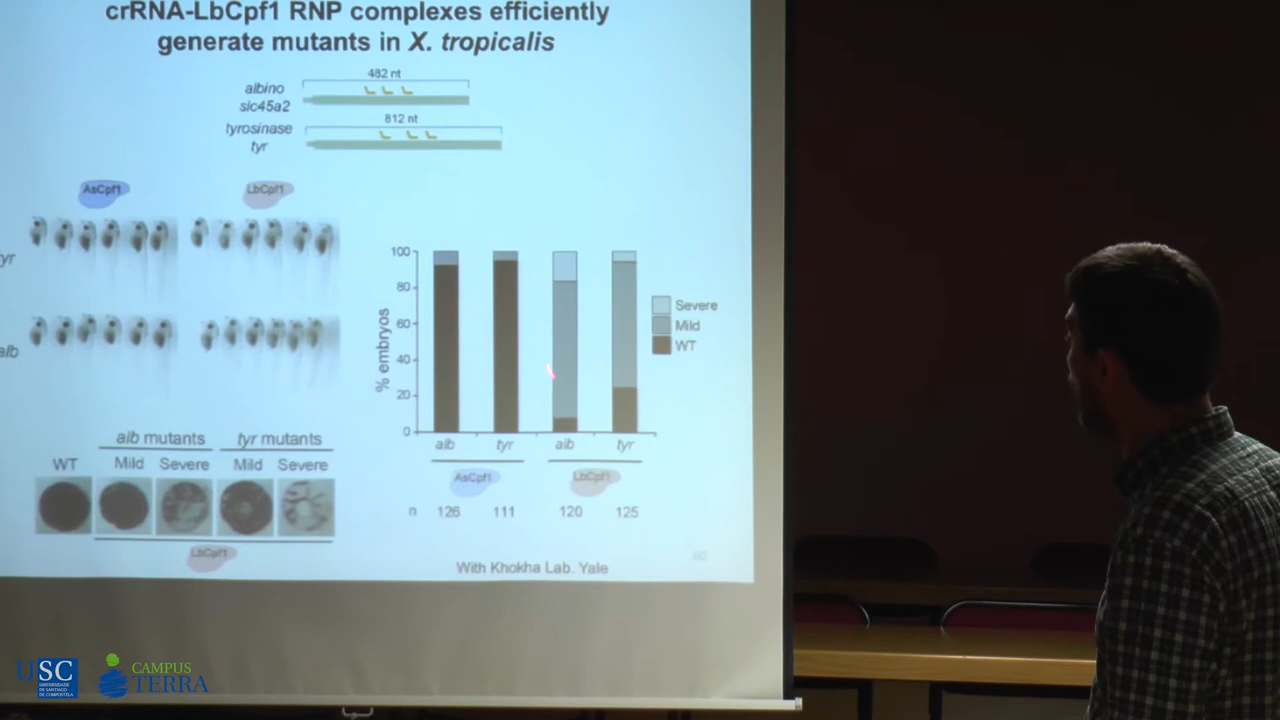 crRNA-LbCpf1 RNP complexes efficiently
generate mutants in X. tropicalis
482 nt
albino
slc45a2
812 nt
tyrosinase
tyr
AsCpf1
LbCpf1
tyr
alb
alb mutants
tyr mutants
WT
Mild
Severe
Mild
Severe
LbCpf1
% embryos
100
80
60
40
20
0
Severe
Mild
WT
alb
tyr
alb
tyr
AsCpf1
LbCpf1
n 126 111 120 125
With Khokha Lab. Yale
USC
UNIVERSIDADE
DE SANTIAGO
DE COMPOSTELA
CAMPUS
TERRA